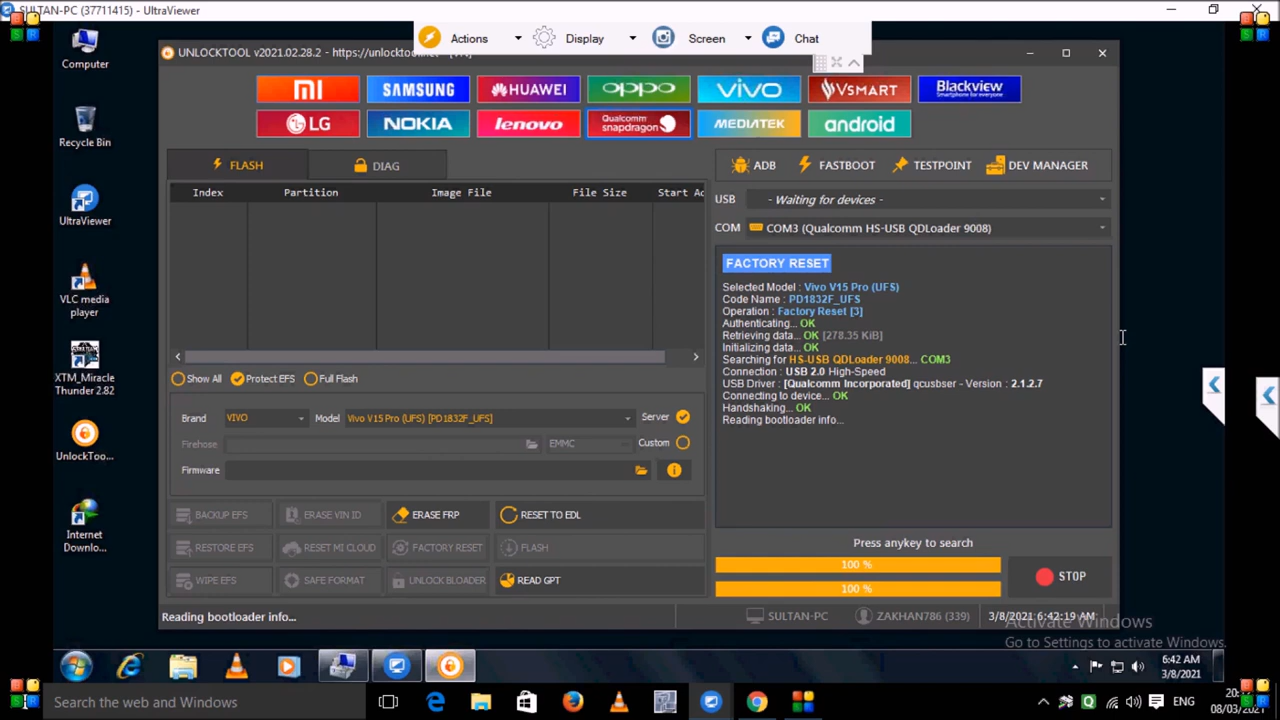 SULTAN-PC (37711415) - UltraViewer
Actions
Display
Screen
Chat
UNLOCKTOOL v2021.02.28.2 - https://unlocktool.
Computer
Recycle Bin
UltraViewer
VLC media
player
XTM_Miracle
Thunder 2.82
UnlockToo...
Internet
Downlo...
MI
SAMSUNG
HUAWEI
oppo
vivo
VSMART
Blackview
Smartphone for everyone
LG
NOKIA
lenovo
Qualcomm
snapdragon
MEDIATEK
android
FLASH
DIAG
ADB
FASTBOOT
TESTPOINT
DEV MANAGER
Index
Partition
Image File
File Size
Start Ad
USB
- Waiting for devices -
COM
COM3 (Qualcomm HS-USB QDLoader 9008)
FACTORY RESET
Selected Model : Vivo V15 Pro (UFS)
Code Name : PD1832F_UFS
Operation : Factory Reset [3]
Authenticating... OK
Retrieving data... OK [278.35 KiB]
Initializing data... OK
Searching for HS-USB QDLoader 9008... COM3
Connection : USB 2.0 High-Speed
USB Driver : [Qualcomm Incorporated] qcusbser - Version : 2.1.2.7
Connecting to device... OK
Handshaking... OK
Reading bootloader info...
Show All
Protect EFS
Full Flash
Brand
VIVO
Model
Vivo V15 Pro (UFS) [PD1832F_UFS]
Server
Firehose
EMMC
Custom
Firmware
BACKUP EFS
ERASE VIN ID
ERASE FRP
RESET TO EDL
RESTORE EFS
RESET MI CLOUD
FACTORY RESET
FLASH
WIPE EFS
SAFE FORMAT
UNLOCK BLOADER
READ GPT
Press anykey to search
100 %
100 %
STOP
Reading bootloader info...
SULTAN-PC
ZAKHAN786 (339)
3/8/2021 6:42:19 AM
Activate Windows
Go to Settings to activate Windows.
6:42 AM
3/8/2021
Search the web and Windows
ENG
08/03/2021